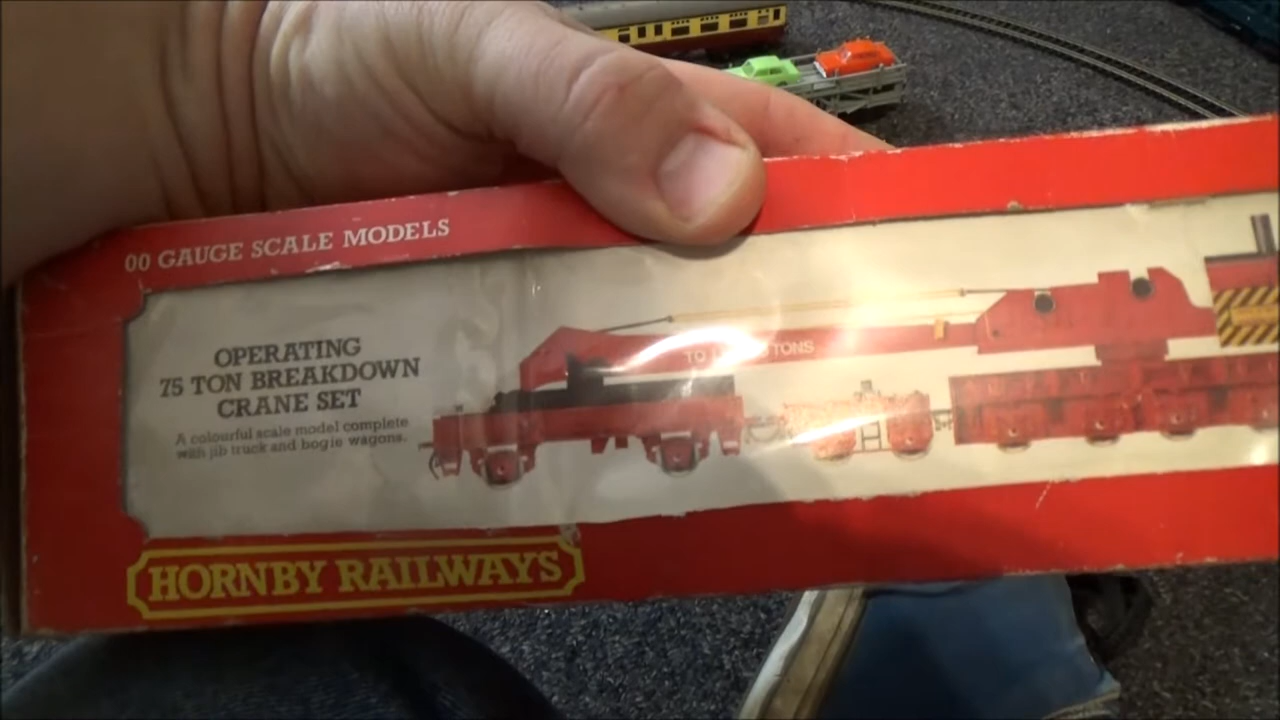 00 GAUGE SCALE MODELS
OPERATING
75 TON BREAKDOWN
CRANE SET
A colourful scale model complete
with jib truck and bogie wagons.
TO TONS
HORNBY RAILWAYS